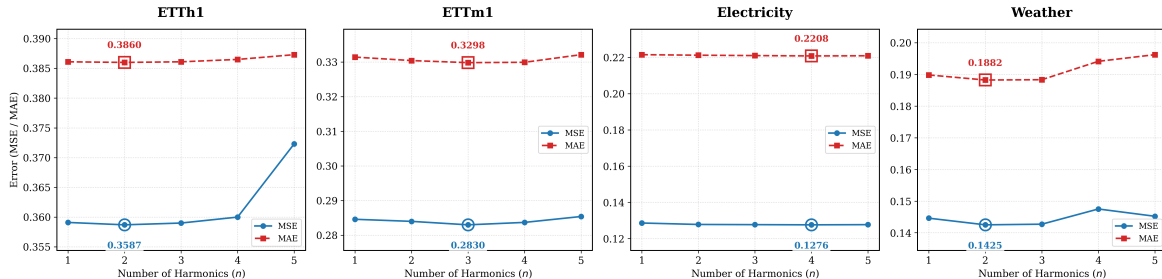 ETTh1
0.390
0.385
0.380
0.375
0.370
0.365
0.360
0.355
Error (MSE / MAE)
0.3860
0.3587
MSE
MAE
1 2 3 4 5
Number of Harmonics (n)
ETTm1
0.33
0.32
0.31
0.30
0.29
0.28
0.3298
0.2830
MSE
MAE
1 2 3 4 5
Number of Harmonics (n)
Electricity
0.22
0.20
0.18
0.16
0.14
0.12
0.2208
0.1276
MSE
MAE
1 2 3 4 5
Number of Harmonics (n)
Weather
0.20
0.19
0.18
0.17
0.16
0.15
0.14
0.1882
0.1425
MSE
MAE
1 2 3 4 5
Number of Harmonics (n)